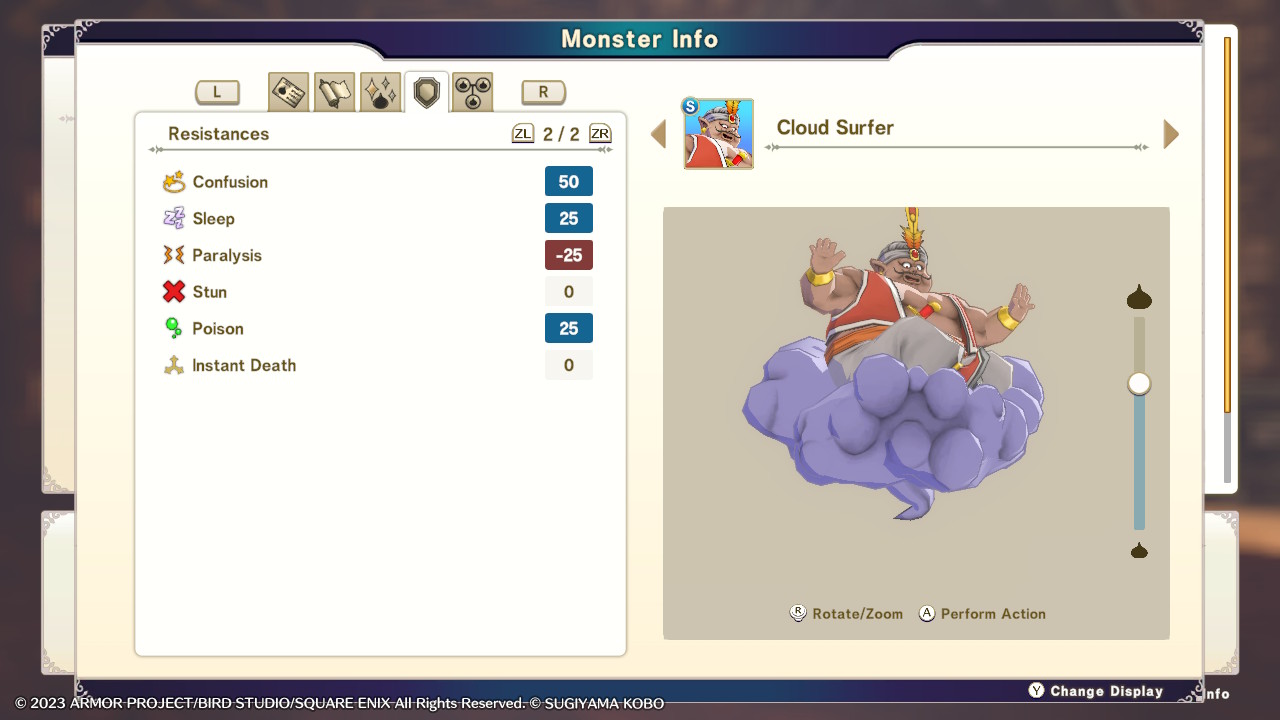 Monster Info
L
R
Resistances
ZL 2 / 2 ZR
S
Cloud Surfer
Confusion 50
Sleep 25
Paralysis -25
Stun 0
Poison 25
Instant Death 0
R Rotate/Zoom A Perform Action
Y Change Display
nfo
© 2023 ARMOR PROJECT/BIRD STUDIO/SQUARE ENIX All Rights Reserved. © SUGIYAMA KOBO